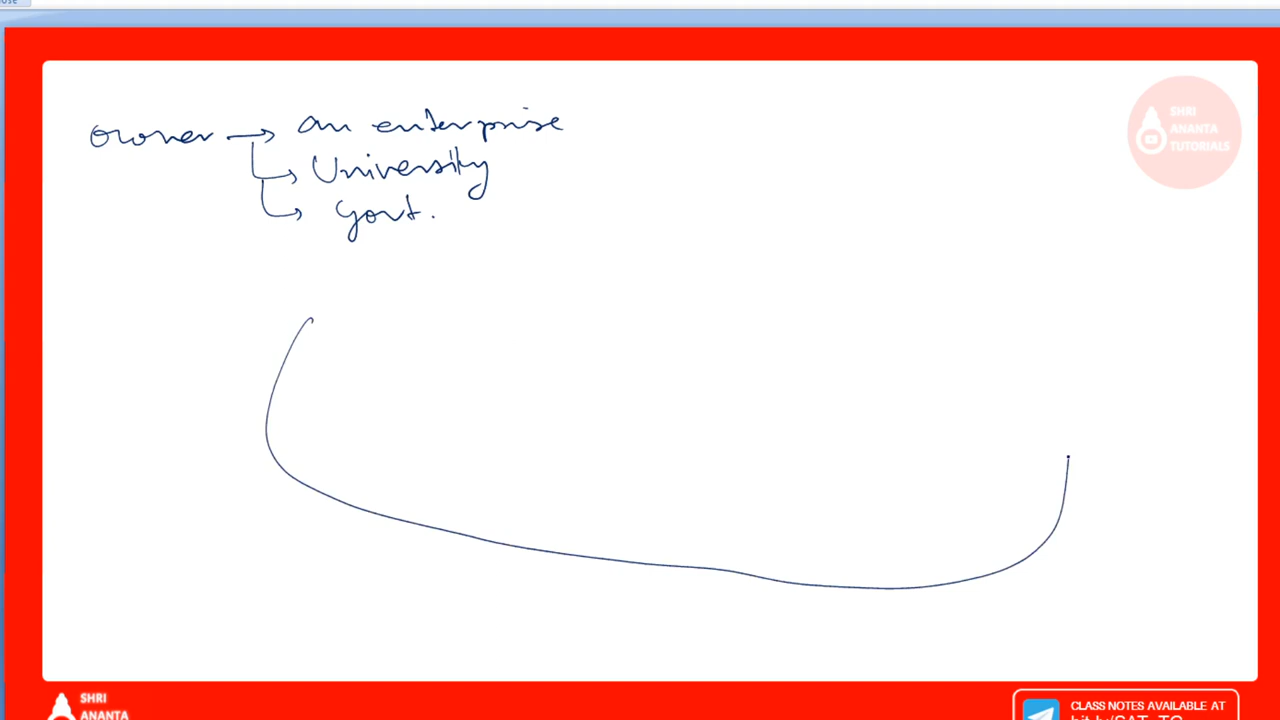 owner → an enterprise
→ University
→ Govt.
SHRI
ANANTA
TUTORIALS
SHRI
ANANTA
CLASS NOTES AVAILABLE AT